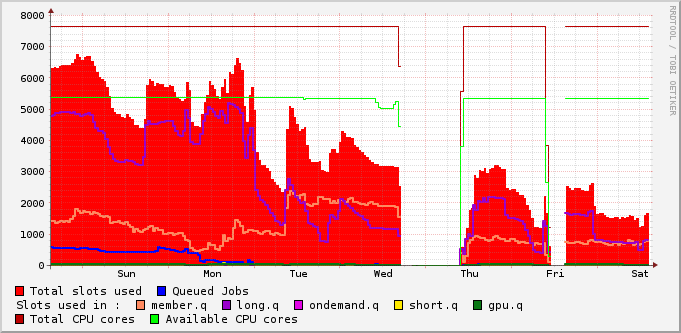 RRDTOOL / TOBI OETIKER
8000
7000
6000
5000
4000
3000
2000
1000
0
Sun Mon Tue Wed Thu Fri Sat
Total slots used Queued Jobs
Slots used in : member.q long.q ondemand.q short.q gpu.q
Total CPU cores Available CPU cores